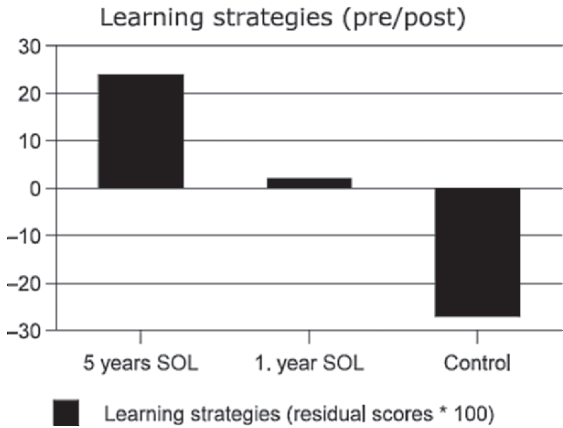 Learning strategies (pre/post)
30
20
10
0
–10
–20
–30
5 years SOL 1. year SOL Control
Learning strategies (residual scores * 100)